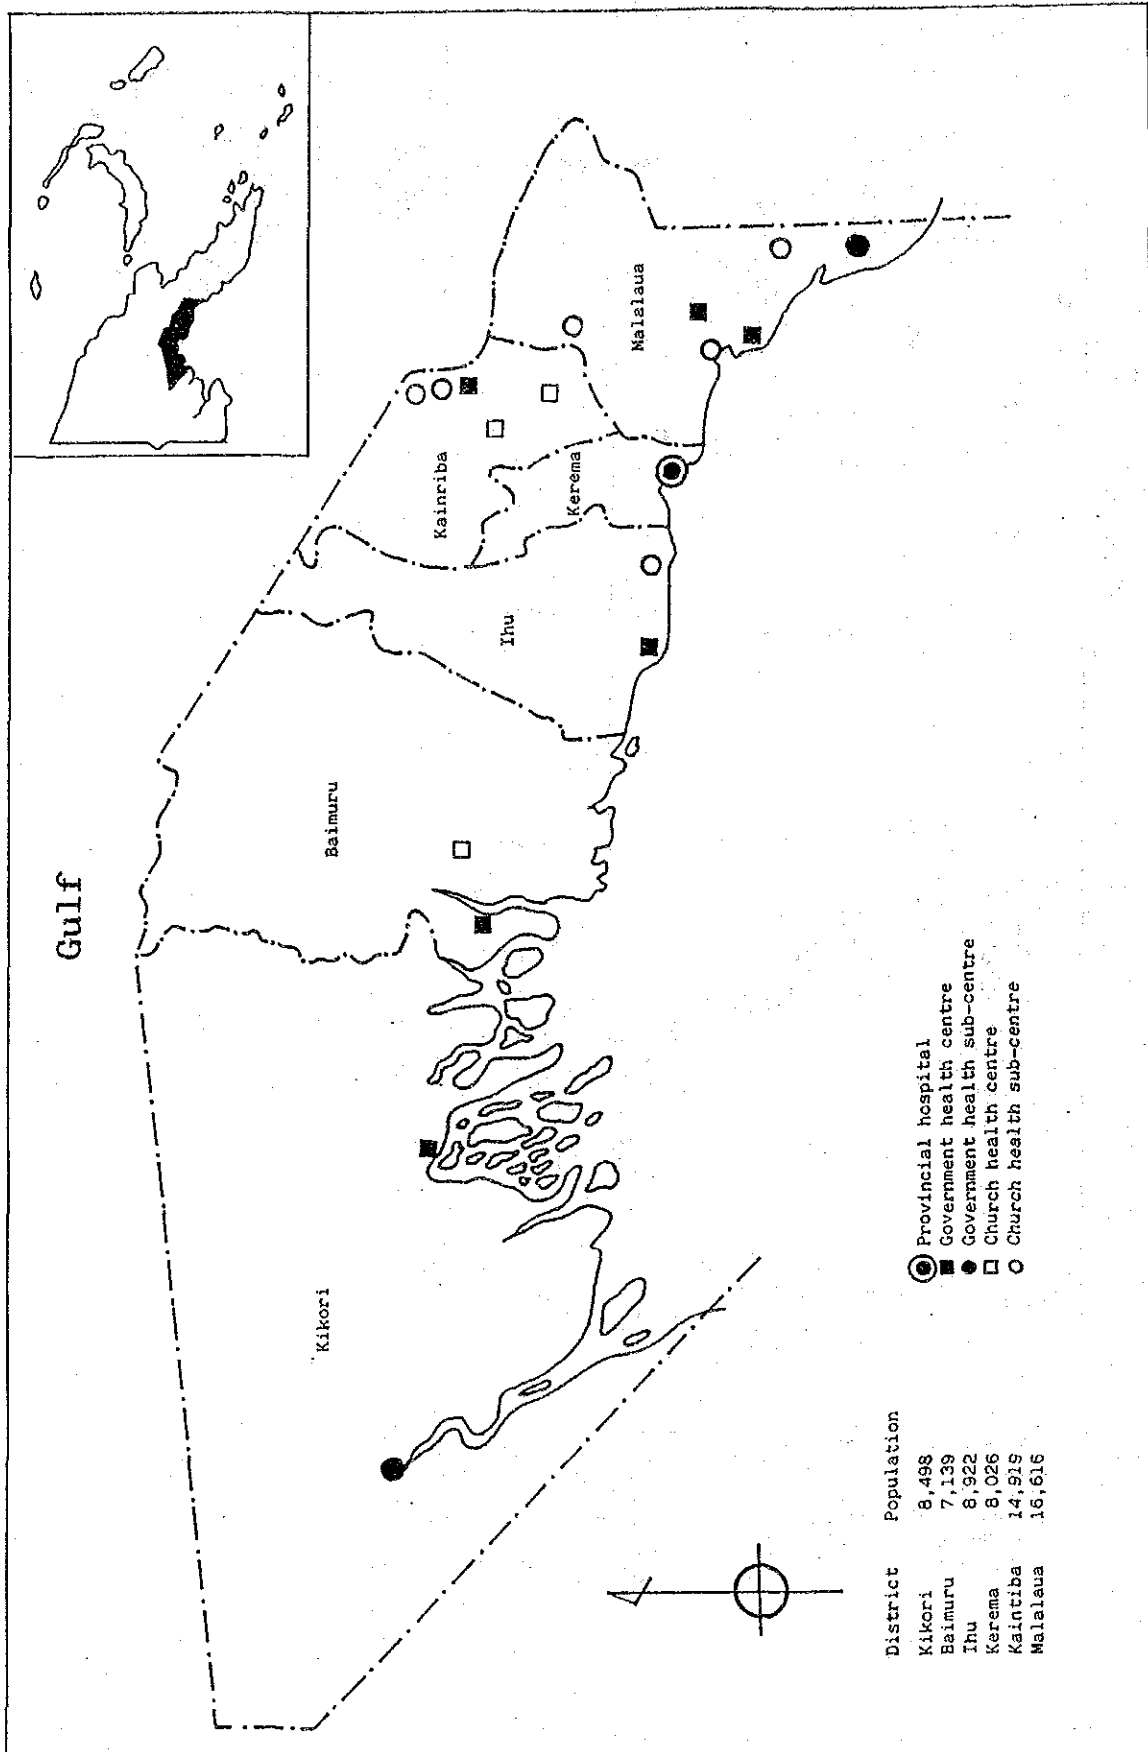 Gulf
Kikori
Baimuru
Ihu
Kainriba
Kerema
Malalaua
District Population
Kikori 8,498
Baimuru 7,139
Ihu 8,922
Kerema 8,026
Kaintiba 14,919
Malalaua 16,616
Provincial hospital
Government health centre
Government health sub-centre
Church health centre
Church health sub-centre